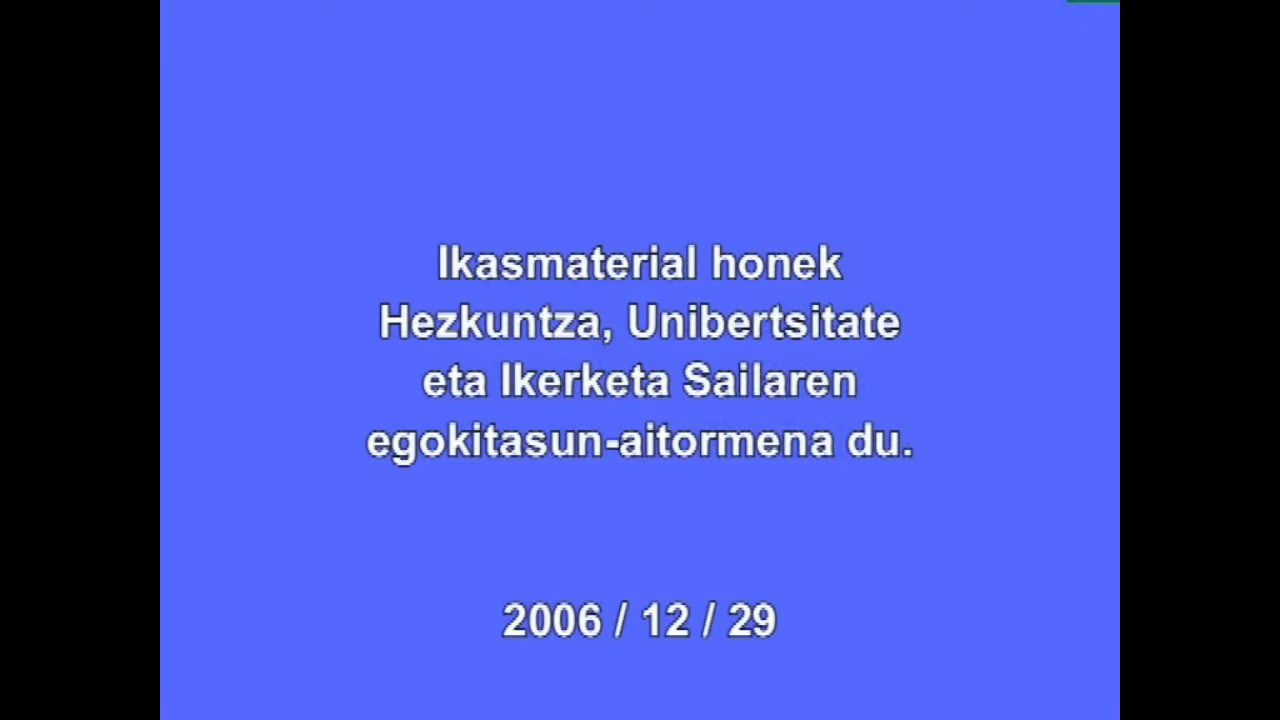 Ikasmaterial honek
Hezkuntza, Unibertsitate
eta Ikerketa Sailaren
egokitasun-aitormena du.
2006 / 12 / 29